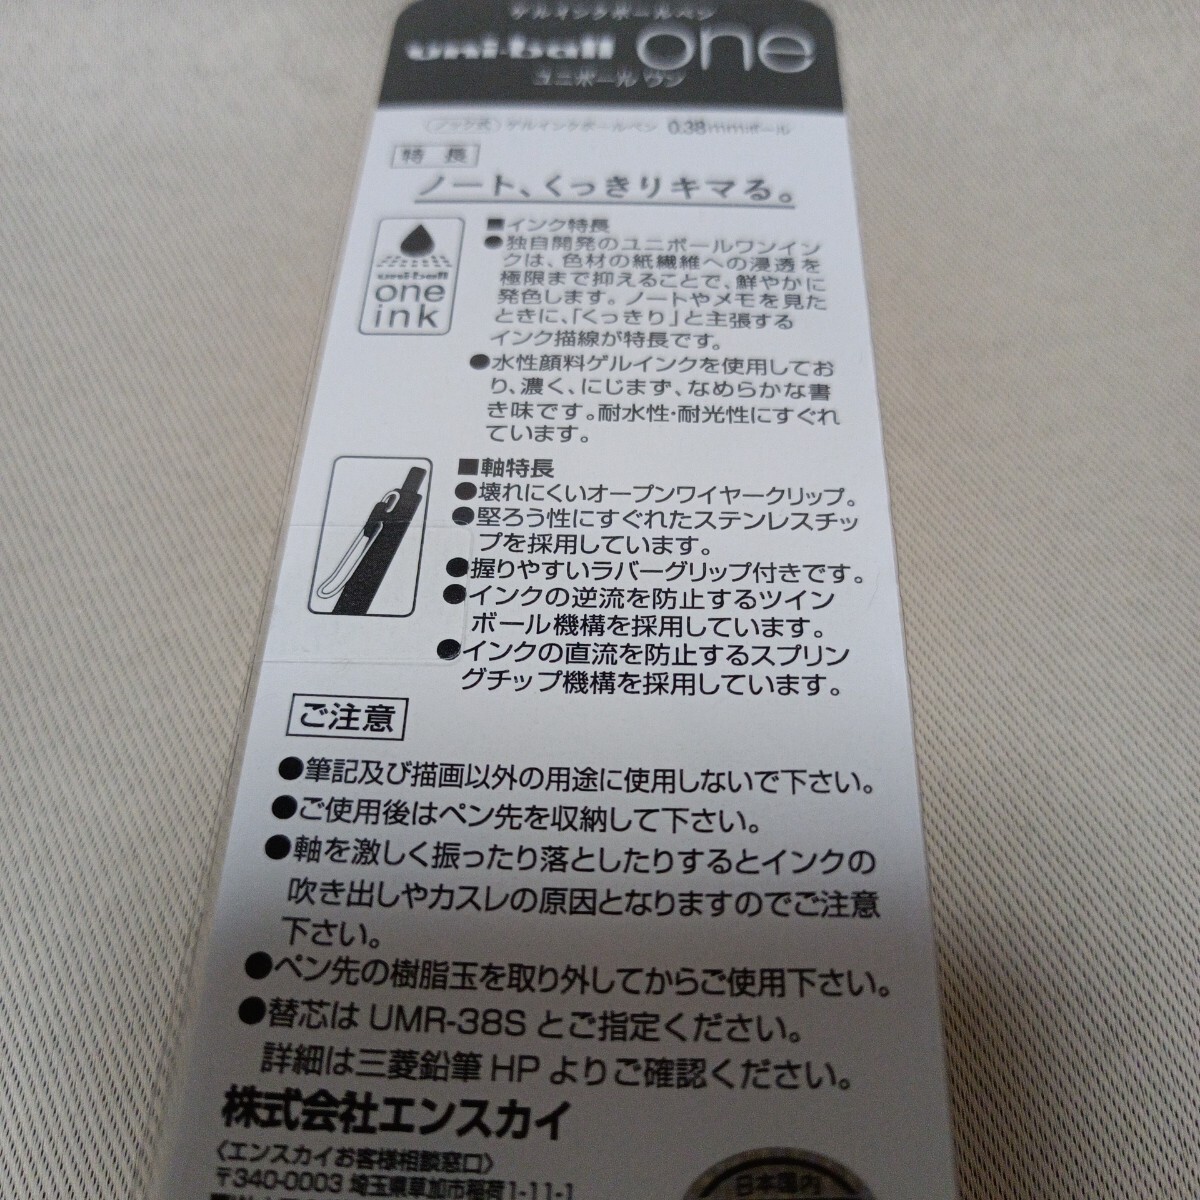 ゲルインクボールペン
uni-ball one
ユニボール ワン
ノック式 ゲルインクボールペン 0.38mmボール
特 長
ノート、くっきりキマる。
uni-ball
one
ink
■インク特長
●独自開発のユニボールワンイン
クは、色材の紙繊維への浸透を
極限まで抑えることで、鮮やかに
発色します。ノートやメモを見た
ときに、「くっきり」と主張する
インク描線が特長です。
●水性顔料ゲルインクを使用してお
り、濃く、にじまず、なめらかな書
き味です。耐水性・耐光性にすぐれ
ています。
■軸特長
●壊れにくいオープンワイヤークリップ。
●堅ろう性にすぐれたステンレスチッ
プを採用しています。
●握りやすいラバーグリップ付きです。
●インクの逆流を防止するツイン
ボール機構を採用しています。
●インクの直流を防止するスプリン
グチップ機構を採用しています。
ご注意
●筆記及び描画以外の用途に使用しないで下さい。
●ご使用後はペン先を収納して下さい。
●軸を激しく振ったり落としたりするとインクの
吹き出しやカスレの原因となりますのでご注意
下さい。
●ペン先の樹脂玉を取り外してからご使用下さい。
●替芯は UMR-38S とご指定ください。
詳細は三菱鉛筆 HP よりご確認ください。
株式会社エンスカイ
〈エンスカイお客様相談窓口〉
〒340-0003 埼玉県草加市稲荷1-11-1
日本国内